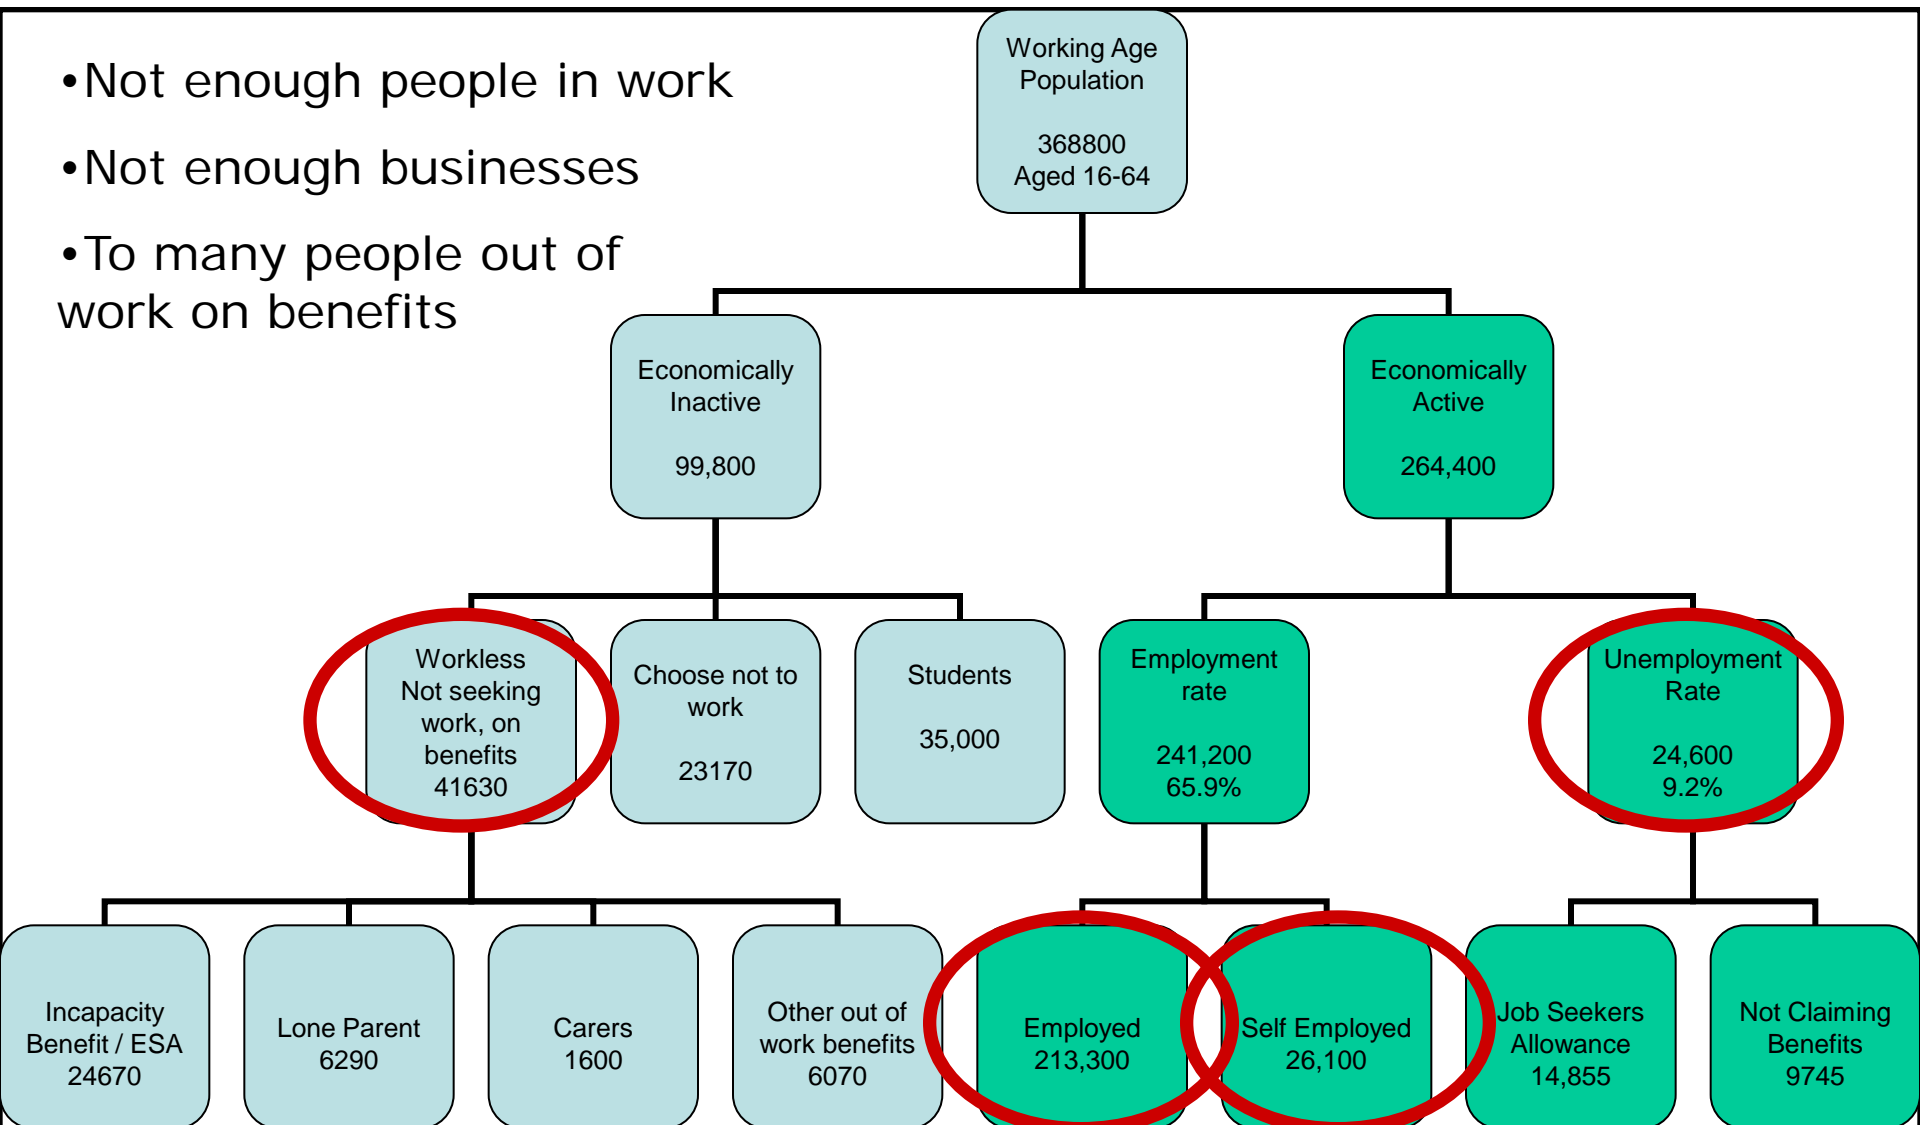 •Not enough people in work
•Not enough businesses
•To many people out of
work on benefits
Working Age
Population
368800
Aged 16-64
Economically
Inactive
99,800
Economically
Active
264,400
Workless
Not seeking
work, on
benefits
41630
Choose not to
work
23170
Students
35,000
Employment
rate
241,200
65.9%
Unemployment
Rate
24,600
9.2%
Incapacity
Benefit / ESA
24670
Lone Parent
6290
Carers
1600
Other out of
work benefits
6070
Employed
213,300
Self Employed
26,100
Job Seekers
Allowance
14,855
Not Claiming
Benefits
9745